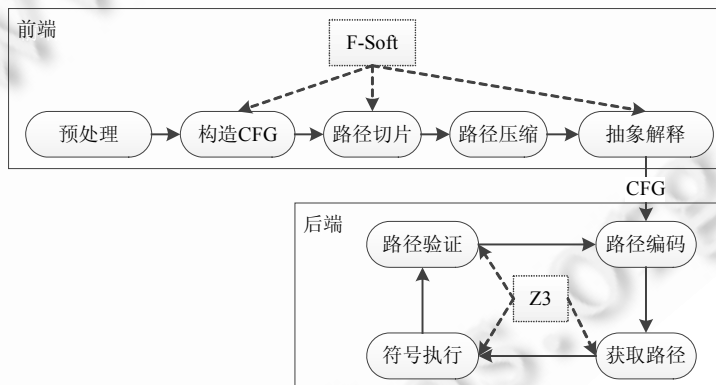 前端
F-Soft
预处理
构造CFG
路径切片
路径压缩
抽象解释
CFG
后端
路径验证
路径编码
Z3
符号执行
获取路径